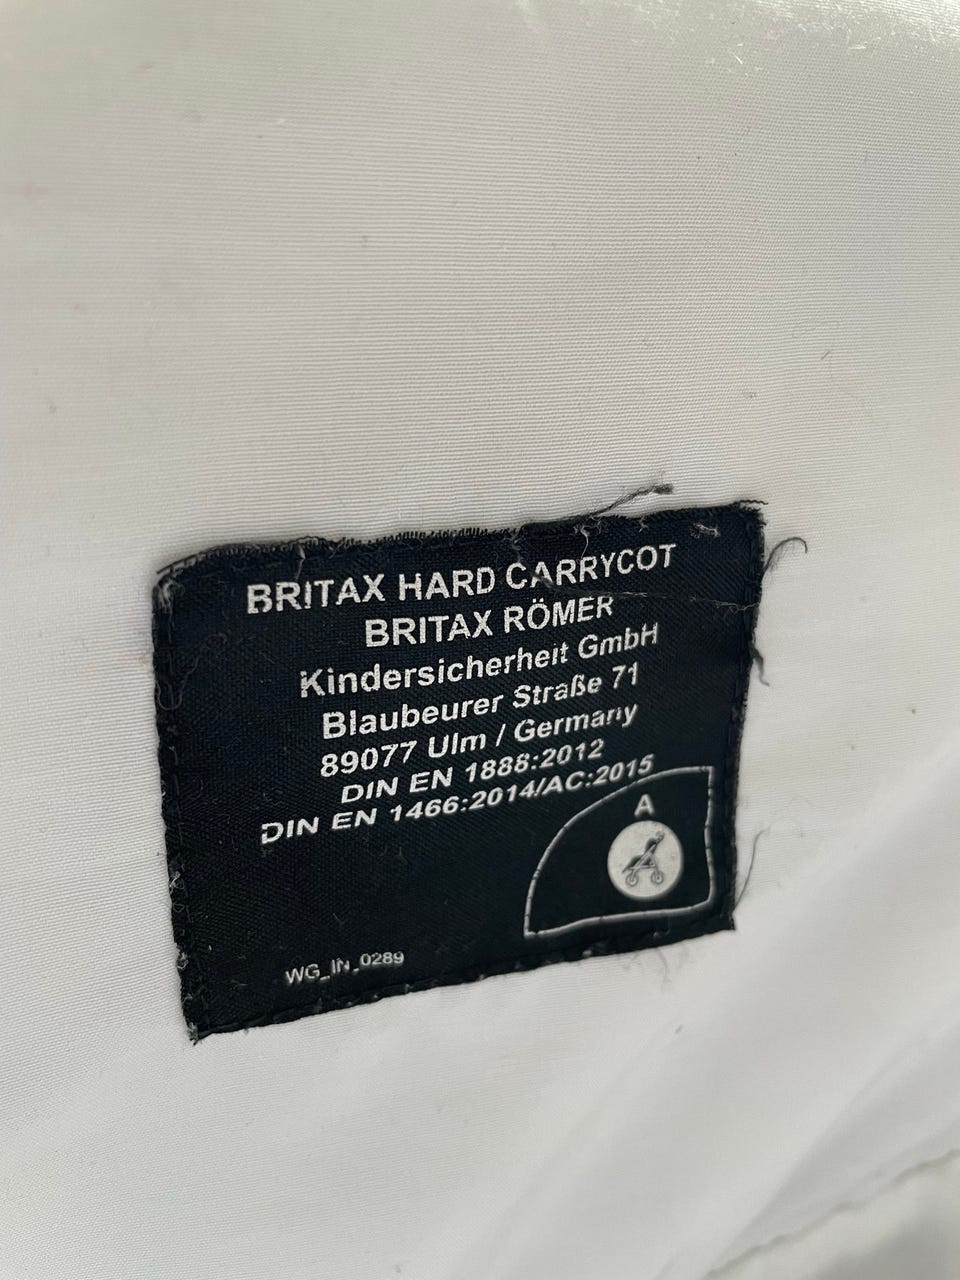 BRITAX HARD CARRYCOT
BRITAX RÖMER
Kindersicherheit GmbH
Blaubeurer Straße 71
89077 Ulm / Germany
DIN EN 1888:2012
DIN EN 1466:2014/AC:2015
A
WG_IN_0289